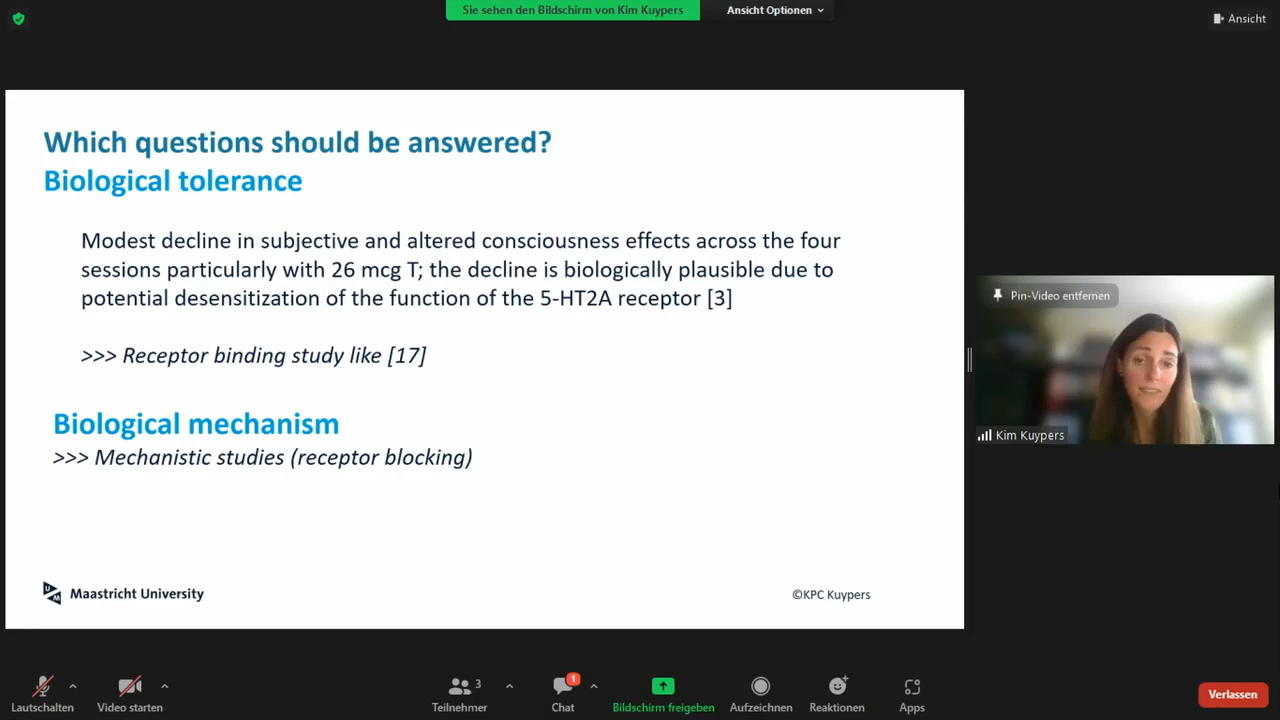 Sie sehen den Bildschirm von Kim Kuypers
Ansicht Optionen
Ansicht
Which questions should be answered?
Biological tolerance
Modest decline in subjective and altered consciousness effects across the four
sessions particularly with 26 mcg T; the decline is biologically plausible due to
potential desensitization of the function of the 5-HT2A receptor [3]
>>> Receptor binding study like [17]
Biological mechanism
>>> Mechanistic studies (receptor blocking)
Maastricht University
©KPC Kuypers
Pin-Video entfernen
Kim Kuypers
Lautschalten
Video starten
3
Teilnehmer
1
Chat
Bildschirm freigeben
Aufzeichnen
Reaktionen
Apps
Verlassen